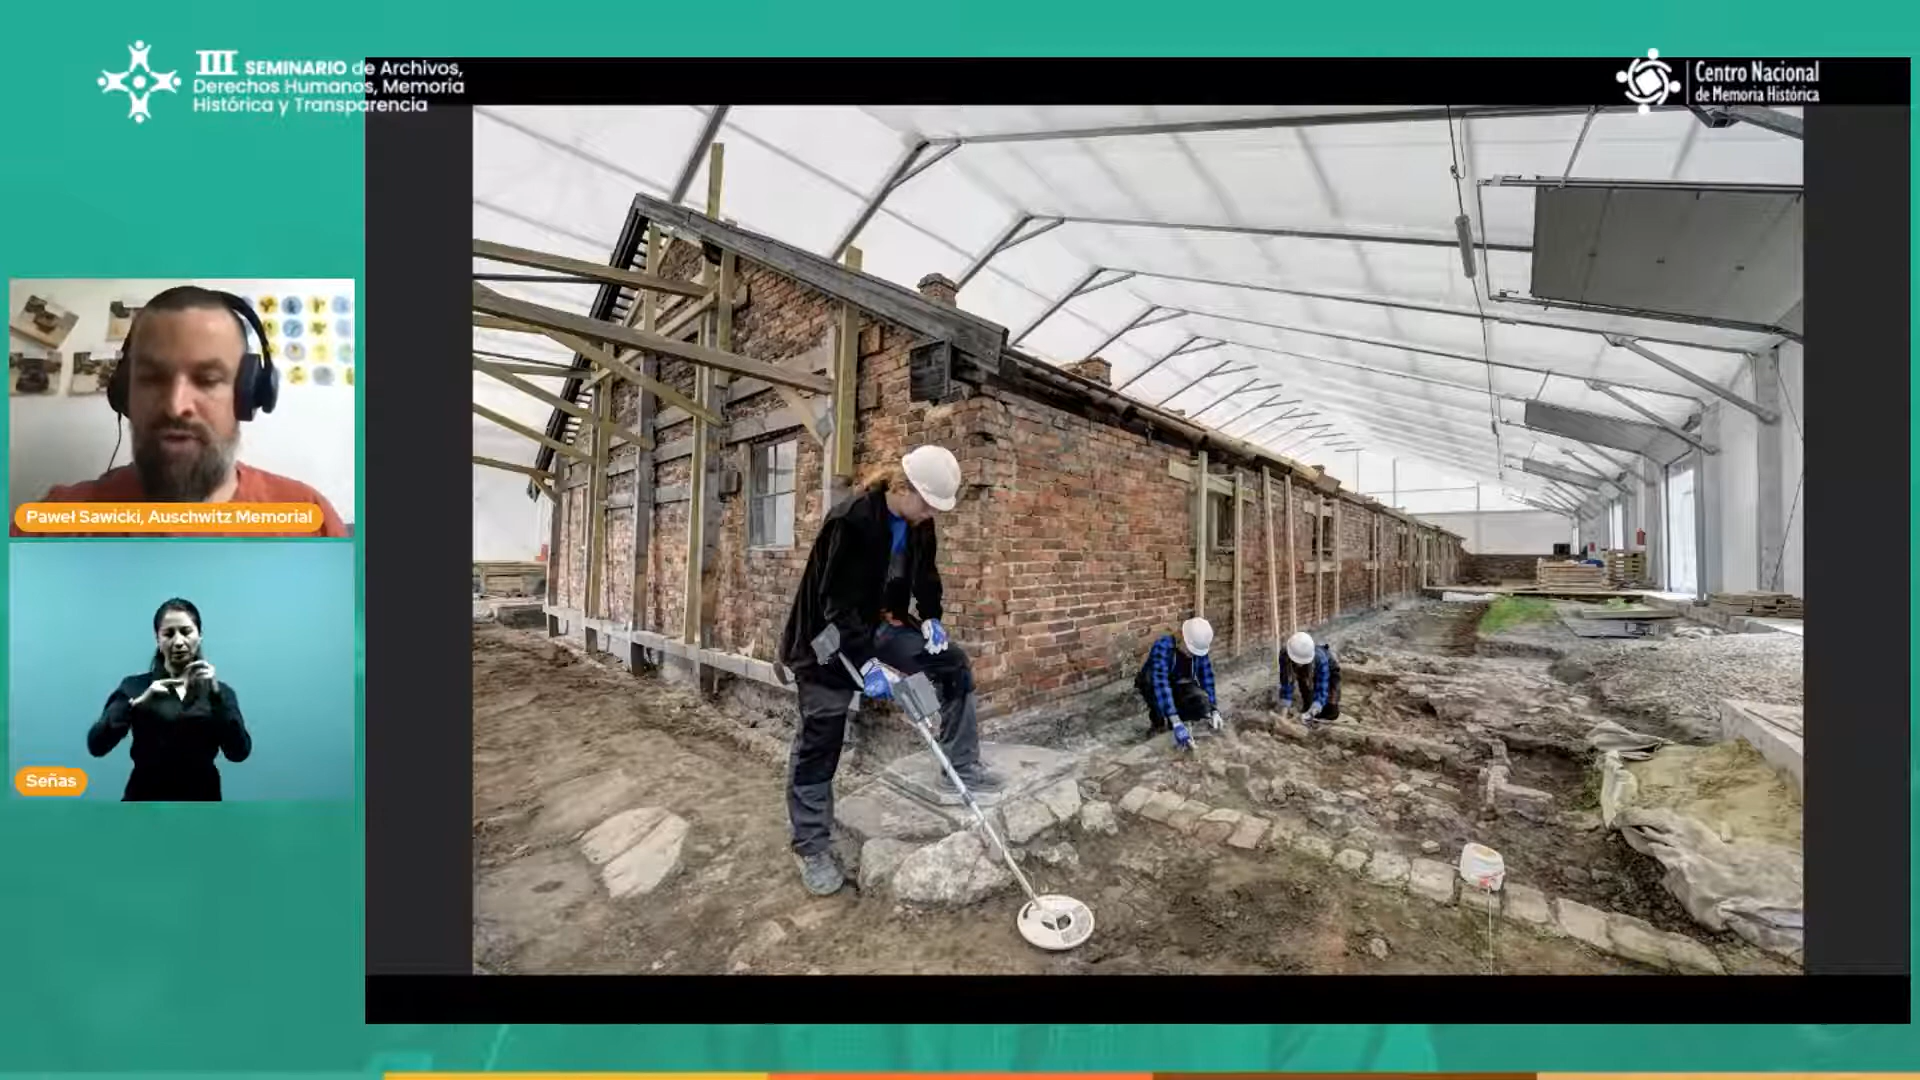 III SEMINARIO de Archivos,
Derechos Humanos, Memoria
Histórica y Transparencia
Centro Nacional
de Memoria Histórica
Paweł Sawicki, Auschwitz Memorial
Señas